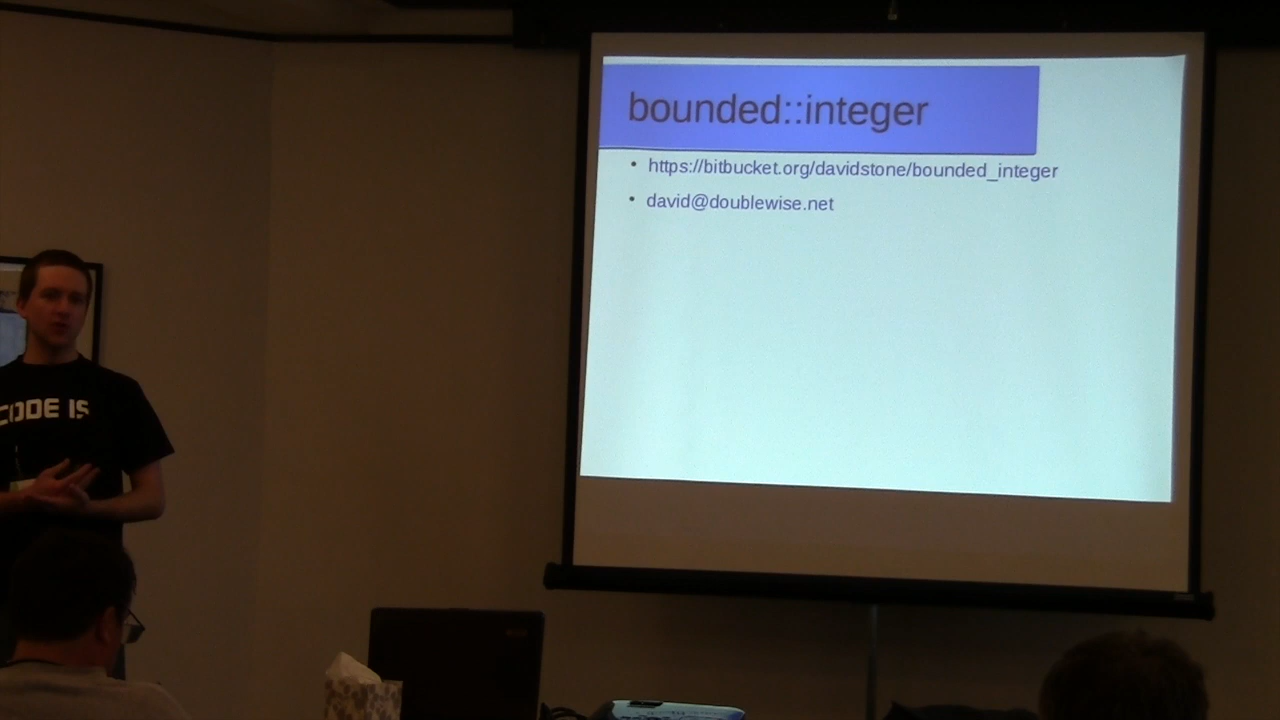 bounded::integer
• https://bitbucket.org/davidstone/bounded_integer
• david@doublewise.net
CODE IS